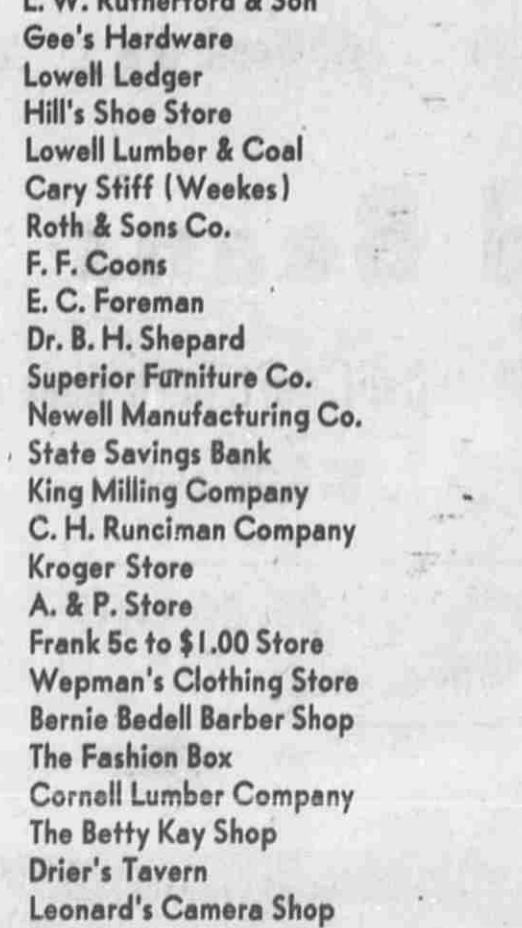 L. W. Rutherford & Son
Gee's Hardware
Lowell Ledger
Hill's Shoe Store
Lowell Lumber & Coal
Cary Stiff (Weekes)
Roth & Sons Co.
F. F. Coons
E. C. Foreman
Dr. B. H. Shepard
Superior Furniture Co.
Newell Manufacturing Co.
State Savings Bank
King Milling Company
C. H. Runciman Company
Kroger Store
A. & P. Store
Frank 5c to $1.00 Store
Wepman's Clothing Store
Bernie Bedell Barber Shop
The Fashion Box
Cornell Lumber Company
The Betty Kay Shop
Drier's Tavern
Leonard's Camera Shop